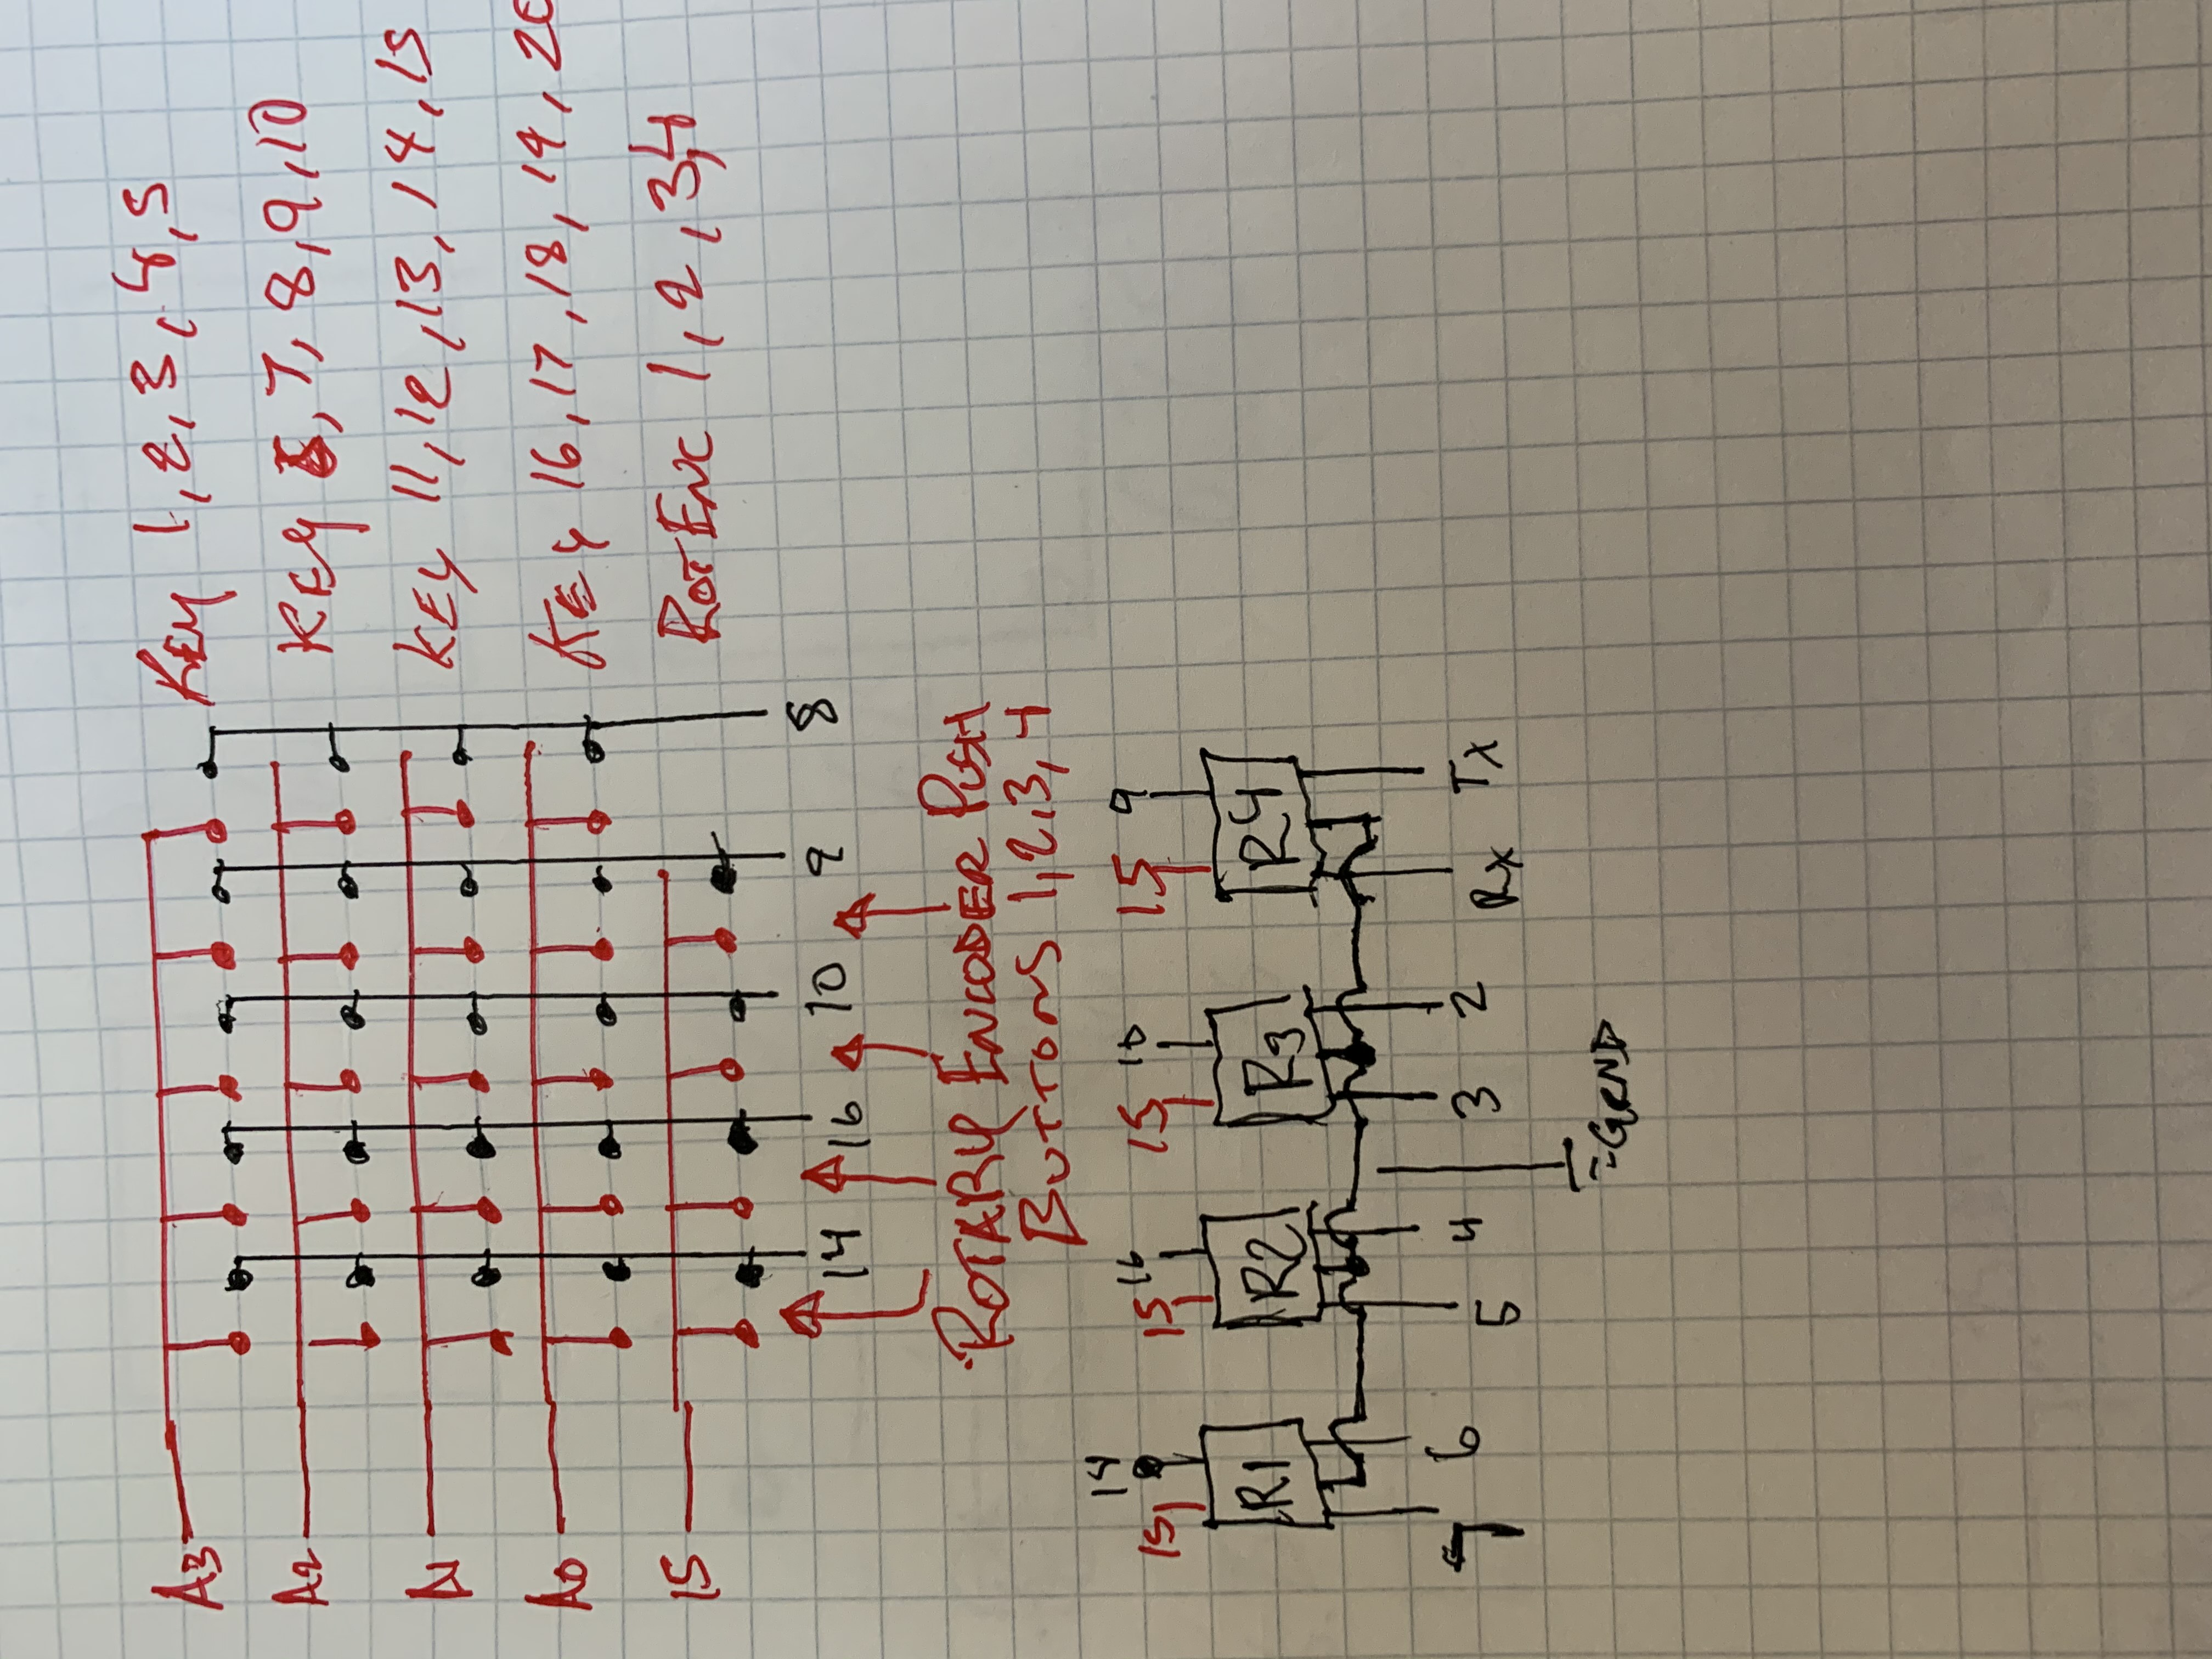 A3 KEY 1, 2, 3, 4, 5
A2 KEY 6, 7, 8, 9, 10
A1 KEY 11, 12, 13, 14, 15
A0 KEY 16, 17, 18, 19, 20
15 ROT ENC 1, 2, 3, 4
14 16 10 9 8
ROTARY ENCODER PUSH
BUTTONS 1, 2, 3, 4
15 14 15 16 15 10 15 9
R1 R2 R3 R4
7 6 5 4 3 2 Rx Tx
GRND